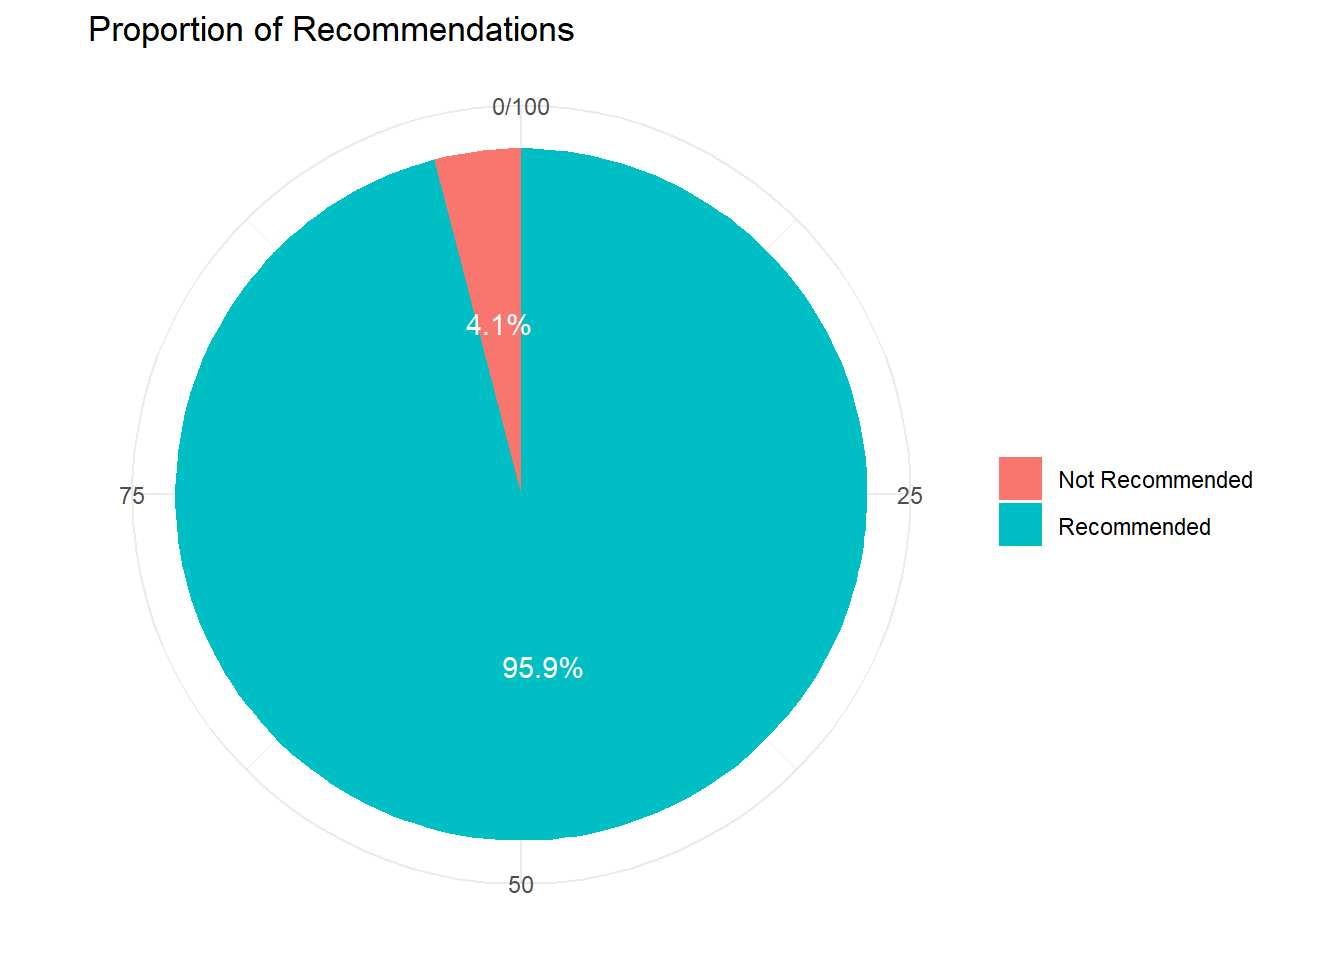 Proportion of Recommendations
0/100
4.1%
75
25
Not Recommended
Recommended
95.9%
50